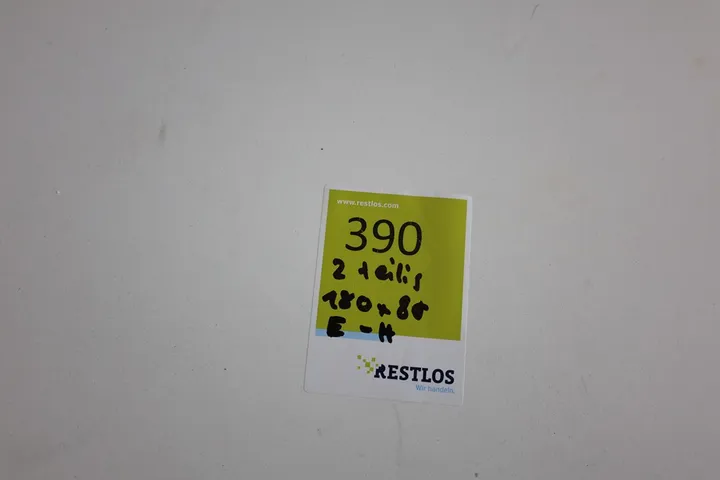 www.restlos.com
390
2 teilig
180 x 80
E - H
RESTLOS
Wir handeln.